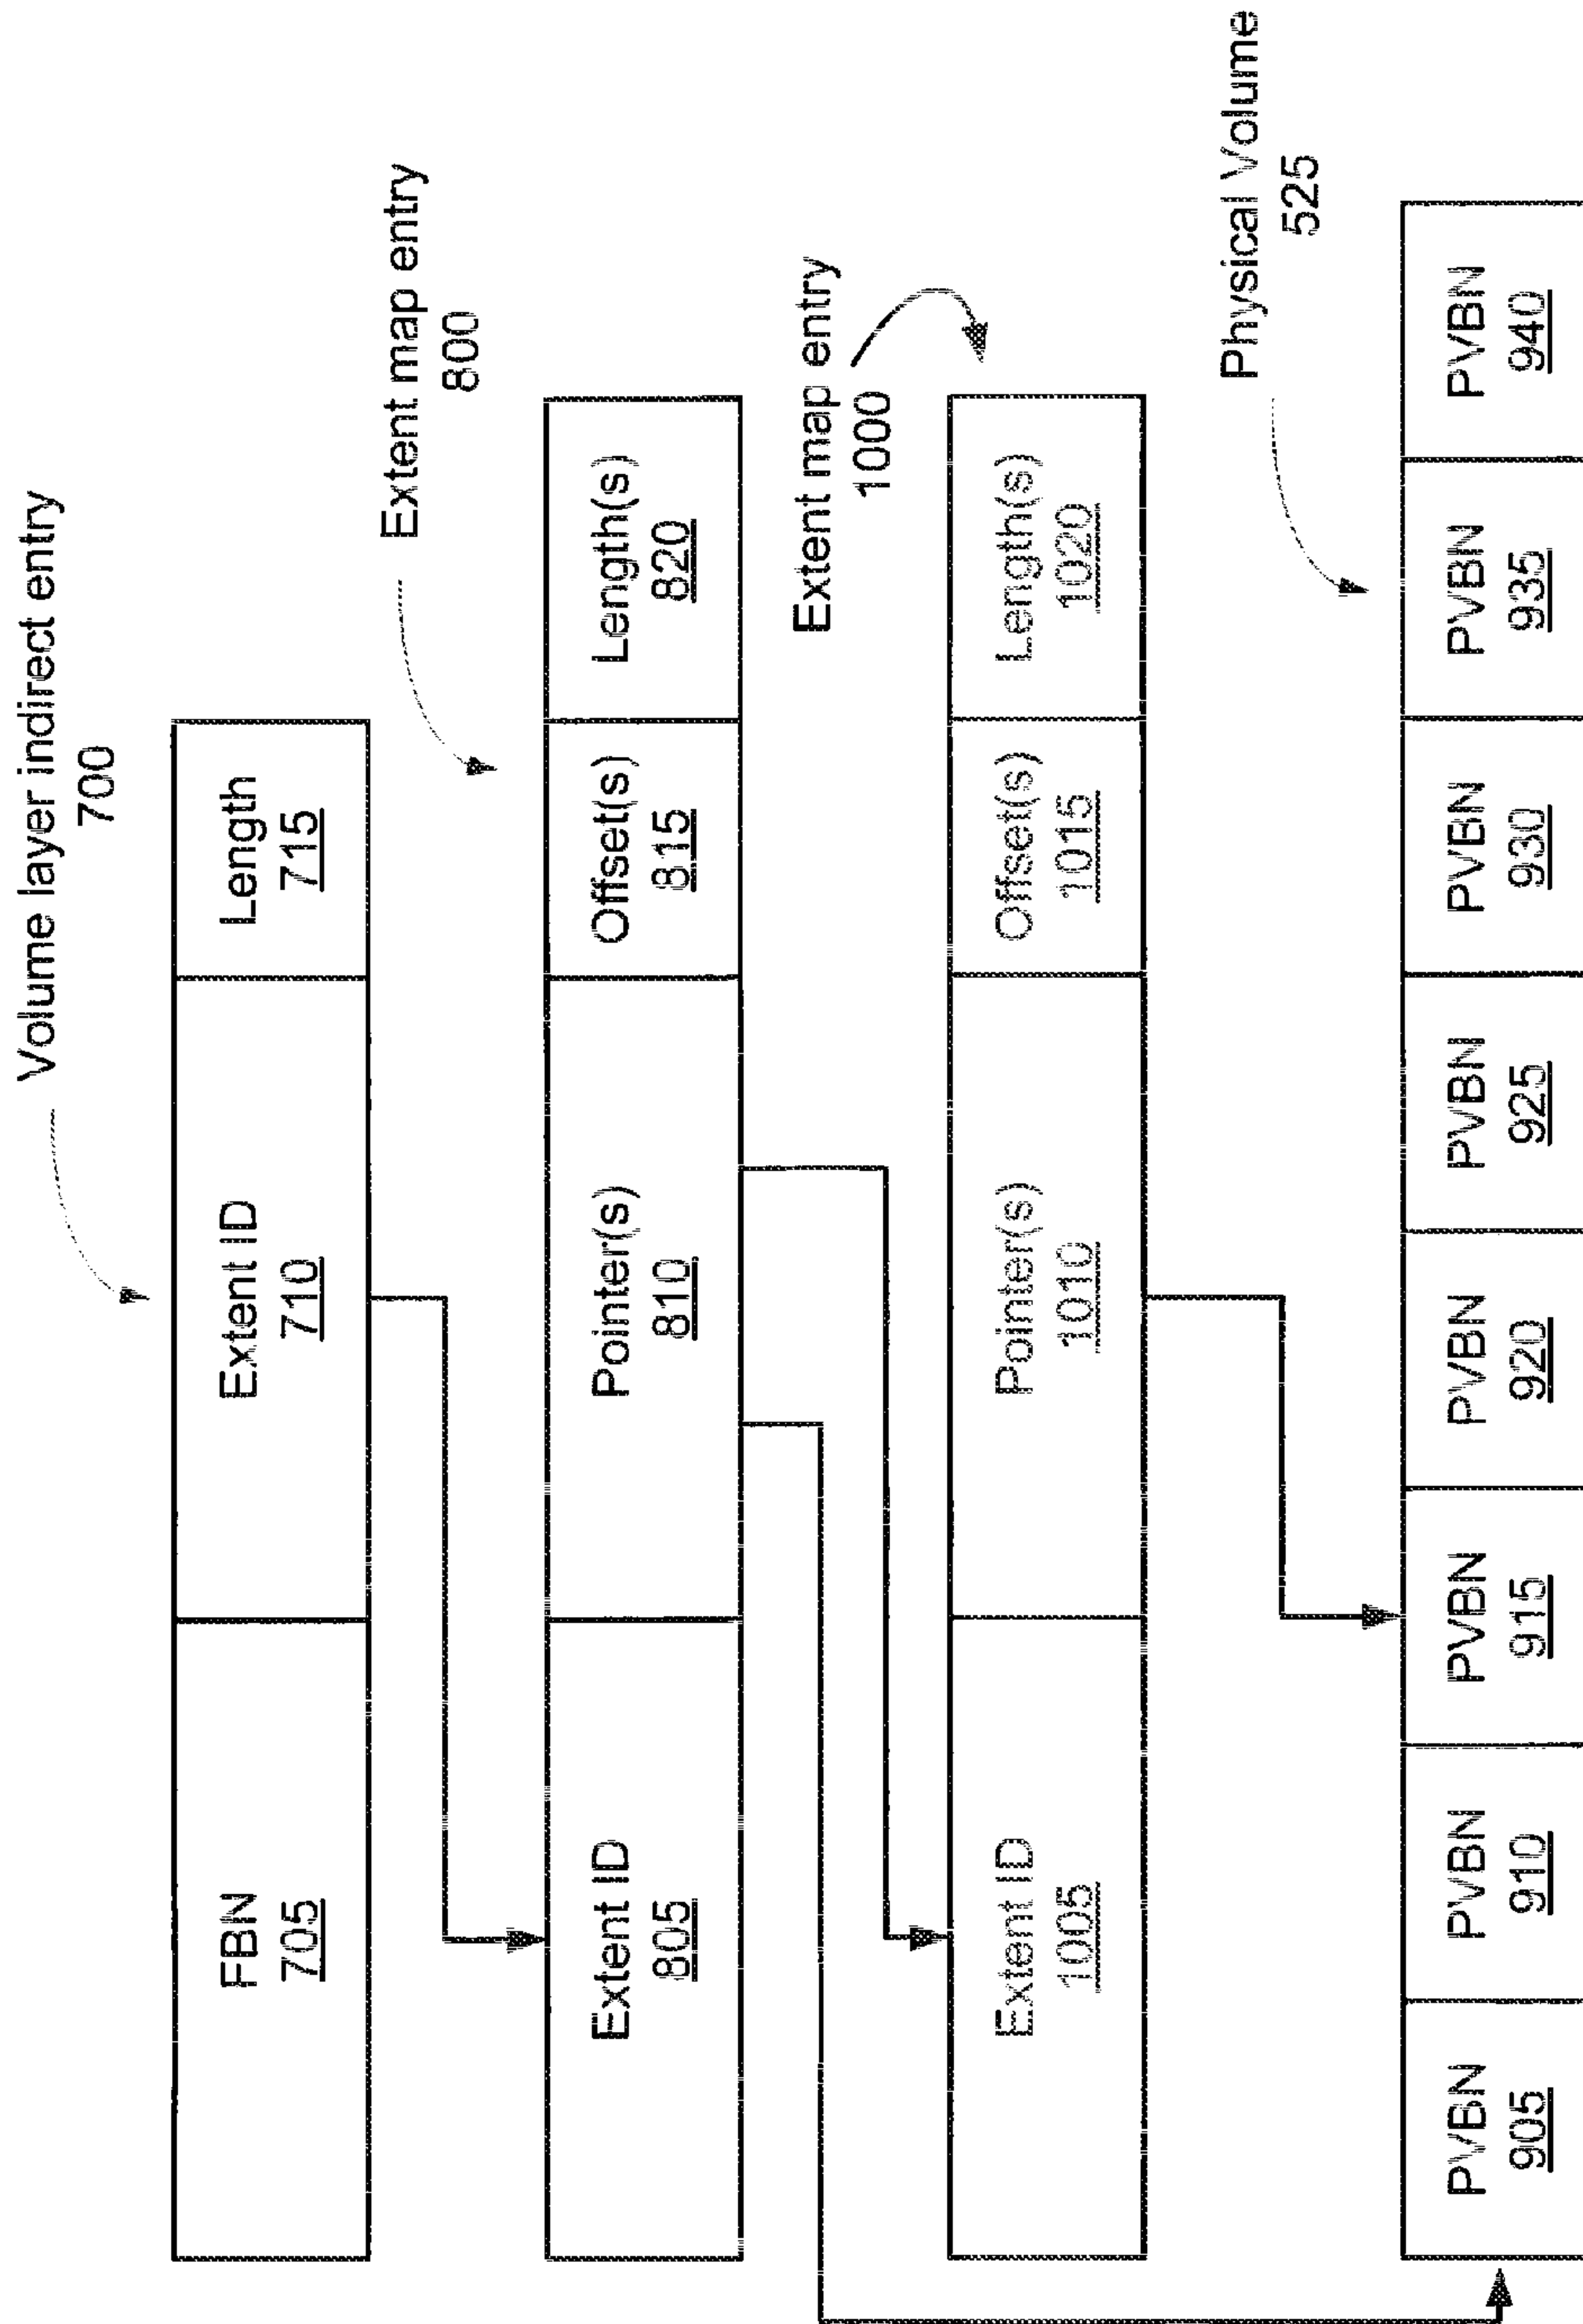 Volume layer indirect entry
700
FBN
705
Extent ID
710
Length
715
Extent map entry
800
Extent ID
805
Pointer(s)
810
Offset(s)
815
Length(s)
820
Extent map entry
1000
Extent ID
1005
Pointer(s)
1010
Offset(s)
1015
Length(s)
1020
Physical Volume
525
PVBN
905
PVBN
910
PVBN
915
PVBN
920
PVBN
925
PVBN
930
PVBN
935
PVBN
940